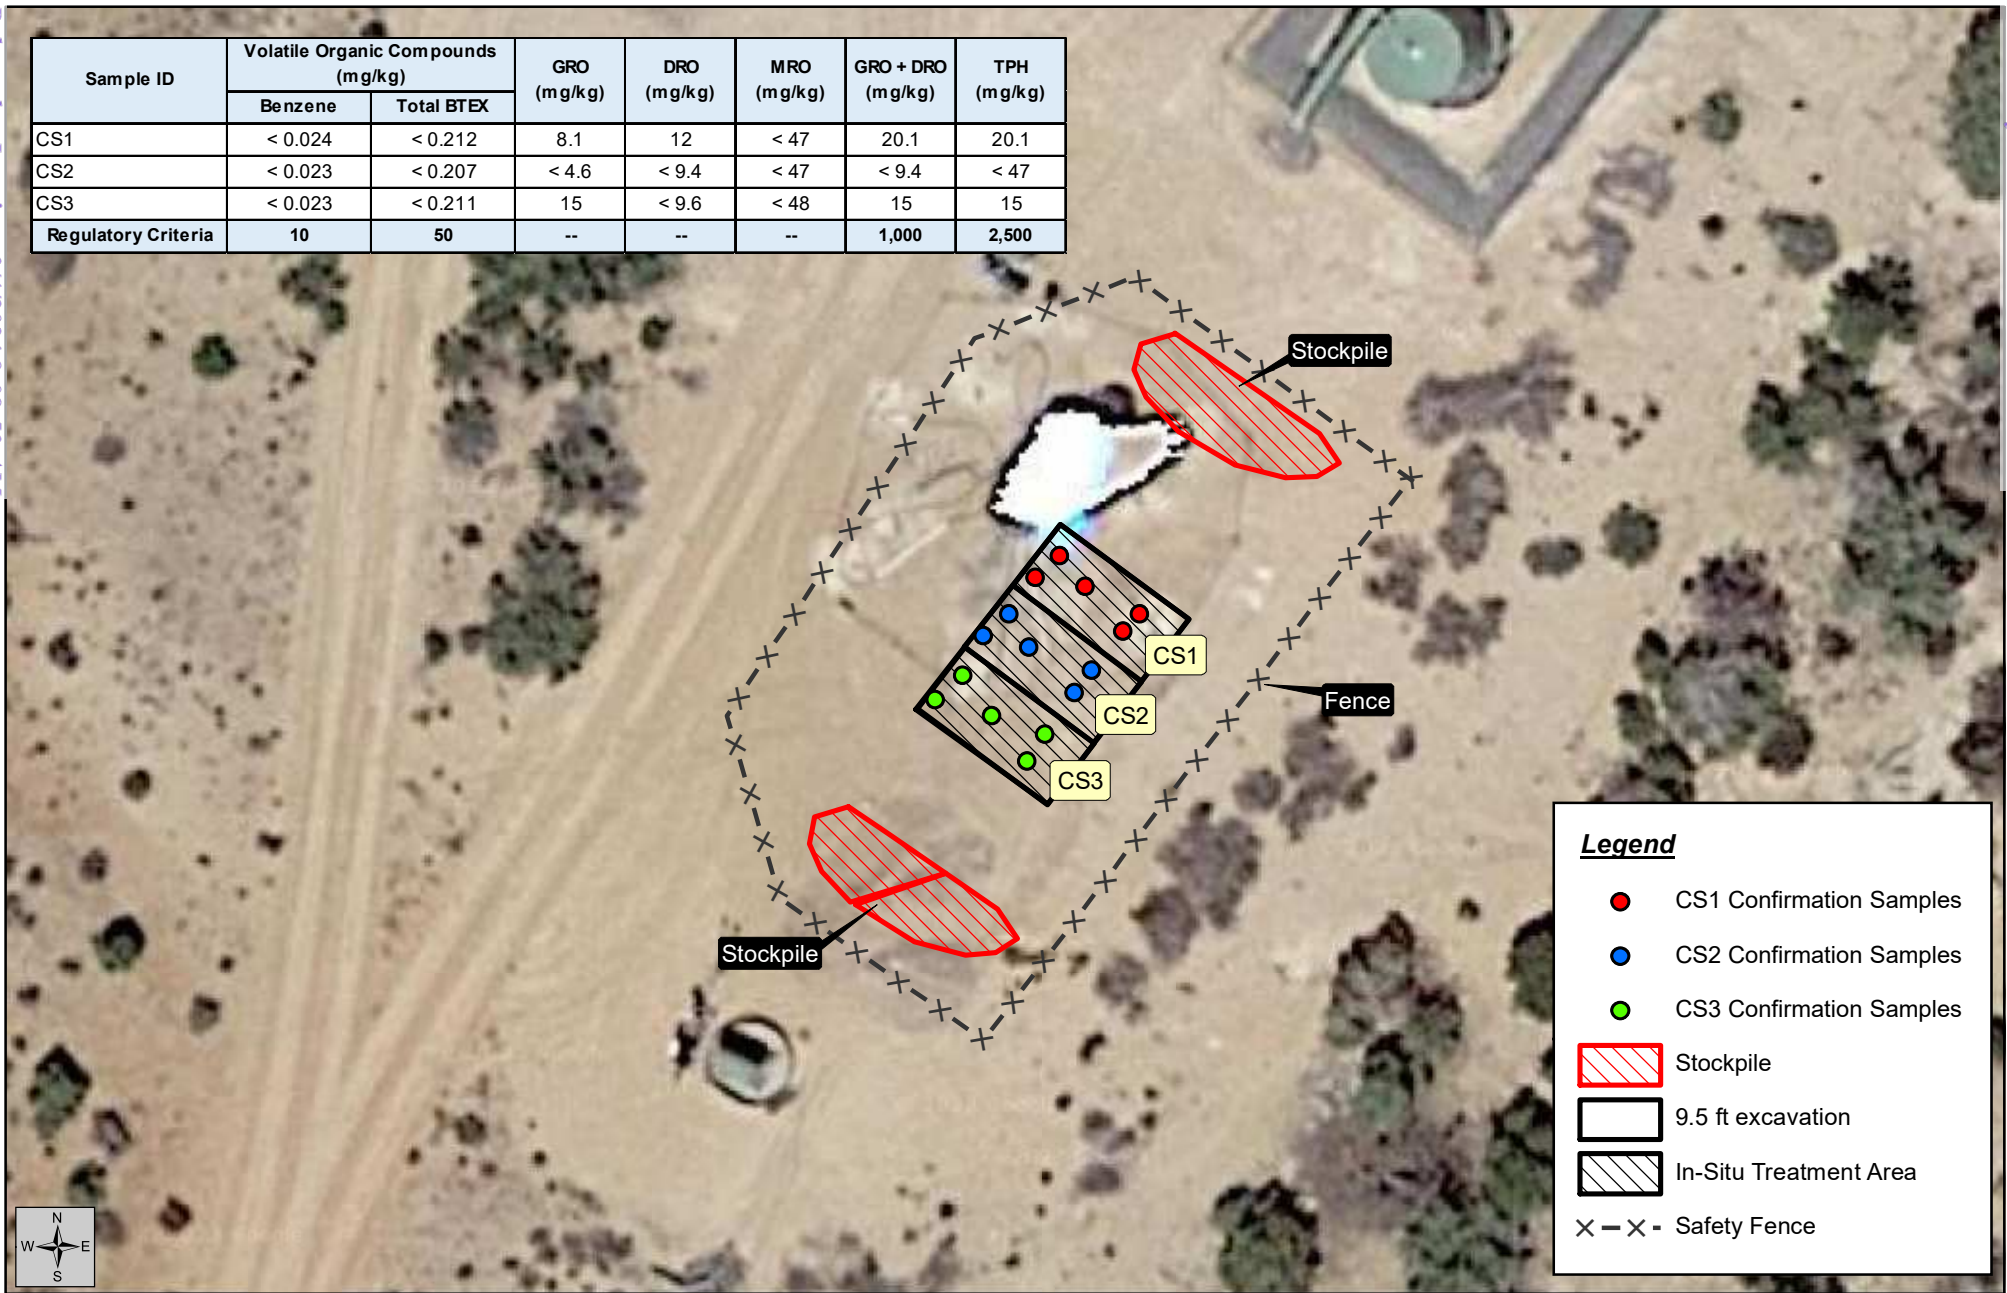 Sample ID Volatile Organic Compounds (mg/kg) GRO (mg/kg) DRO (mg/kg) MRO (mg/kg) GRO + DRO (mg/kg) TPH (mg/kg)
Benzene Total BTEX
CS1 < 0.024 < 0.212 8.1 12 < 47 20.1 20.1
CS2 < 0.023 < 0.207 < 4.6 < 9.4 < 47 < 9.4 < 47
CS3 < 0.023 < 0.211 15 < 9.6 < 48 15 15
Regulatory Criteria 10 50 -- -- -- 1,000 2,500
Stockpile
CS1
Fence
CS2
CS3
Stockpile
Legend
CS1 Confirmation Samples
CS2 Confirmation Samples
CS3 Confirmation Samples
Stockpile
9.5 ft excavation
In-Situ Treatment Area
Safety Fence
N
W E
S